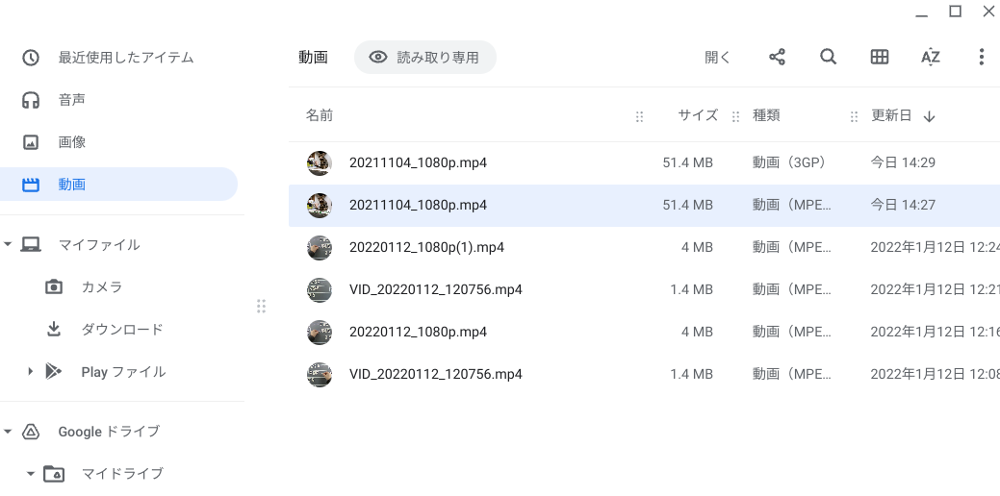 最近使用したアイテム
音声
画像
動画
マイファイル
カメラ
ダウンロード
Play ファイル
Google ドライブ
マイドライブ
動画 読み取り専用 開く AZ
名前 サイズ 種類 更新日
20211104_1080p.mp4 51.4 MB 動画（3GP） 今日 14:29
20211104_1080p.mp4 51.4 MB 動画（MPE... 今日 14:27
20220112_1080p(1).mp4 4 MB 動画（MPE... 2022年1月12日 12:24
VID_20220112_120756.mp4 1.4 MB 動画（MPE... 2022年1月12日 12:21
20220112_1080p.mp4 4 MB 動画（MPE... 2022年1月12日 12:16
VID_20220112_120756.mp4 1.4 MB 動画（MPE... 2022年1月12日 12:08